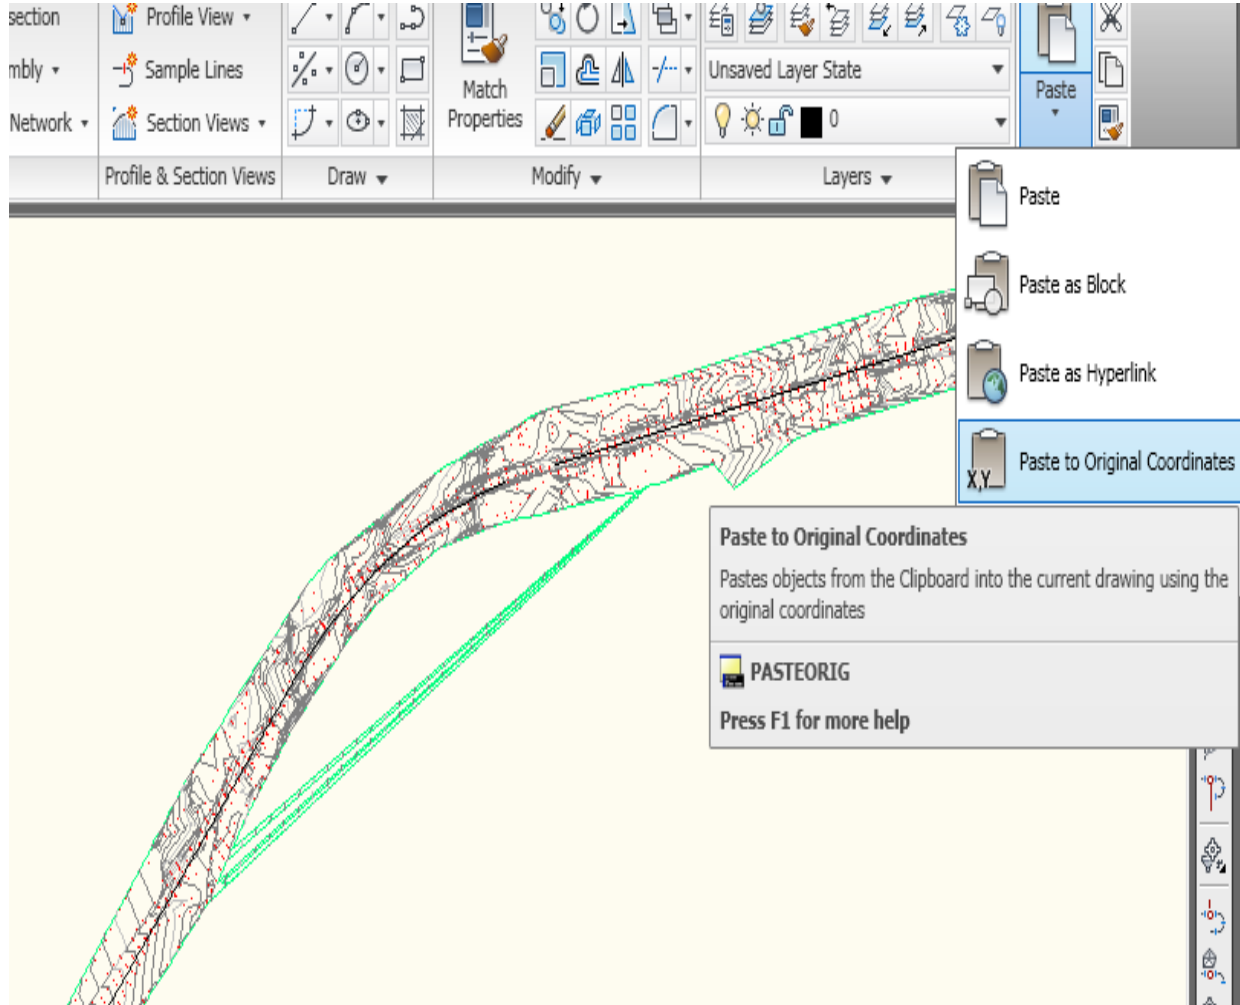 section
Profile View
mbly
Sample Lines
Network
Section Views
Match
Properties
Unsaved Layer State
0
Paste
Profile & Section Views
Draw
Modify
Layers
Paste
Paste as Block
Paste as Hyperlink
X,Y
Paste to Original Coordinates
Paste to Original Coordinates
Pastes objects from the Clipboard into the current drawing using the
original coordinates
PASTEORIG
Press F1 for more help